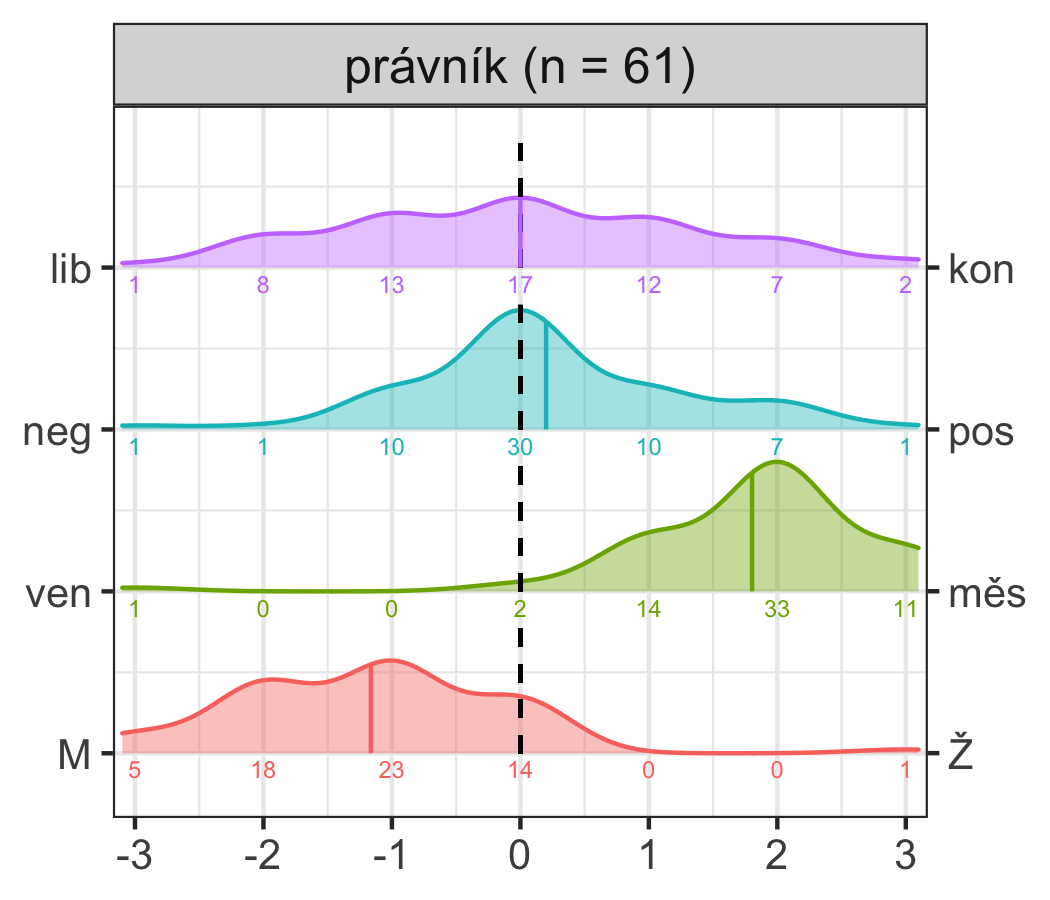 právník (n = 61)
lib kon
1 8 13 17 12 7 2
neg pos
1 1 10 30 10 7 1
ven měs
1 0 0 2 14 33 11
M Ž
5 18 23 14 0 0 1
-3 -2 -1 0 1 2 3